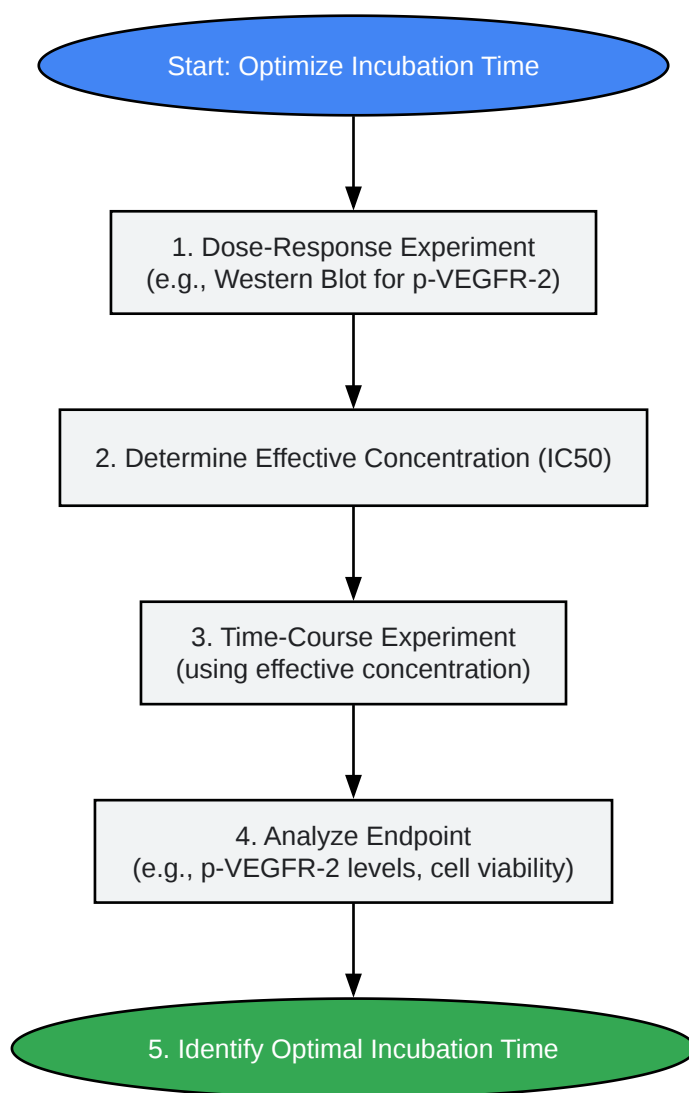 Start: Optimize Incubation Time
1. Dose-Response Experiment
(e.g., Western Blot for p-VEGFR-2)
2. Determine Effective Concentration (IC50)
3. Time-Course Experiment
(using effective concentration)
4. Analyze Endpoint
(e.g., p-VEGFR-2 levels, cell viability)
5. Identify Optimal Incubation Time